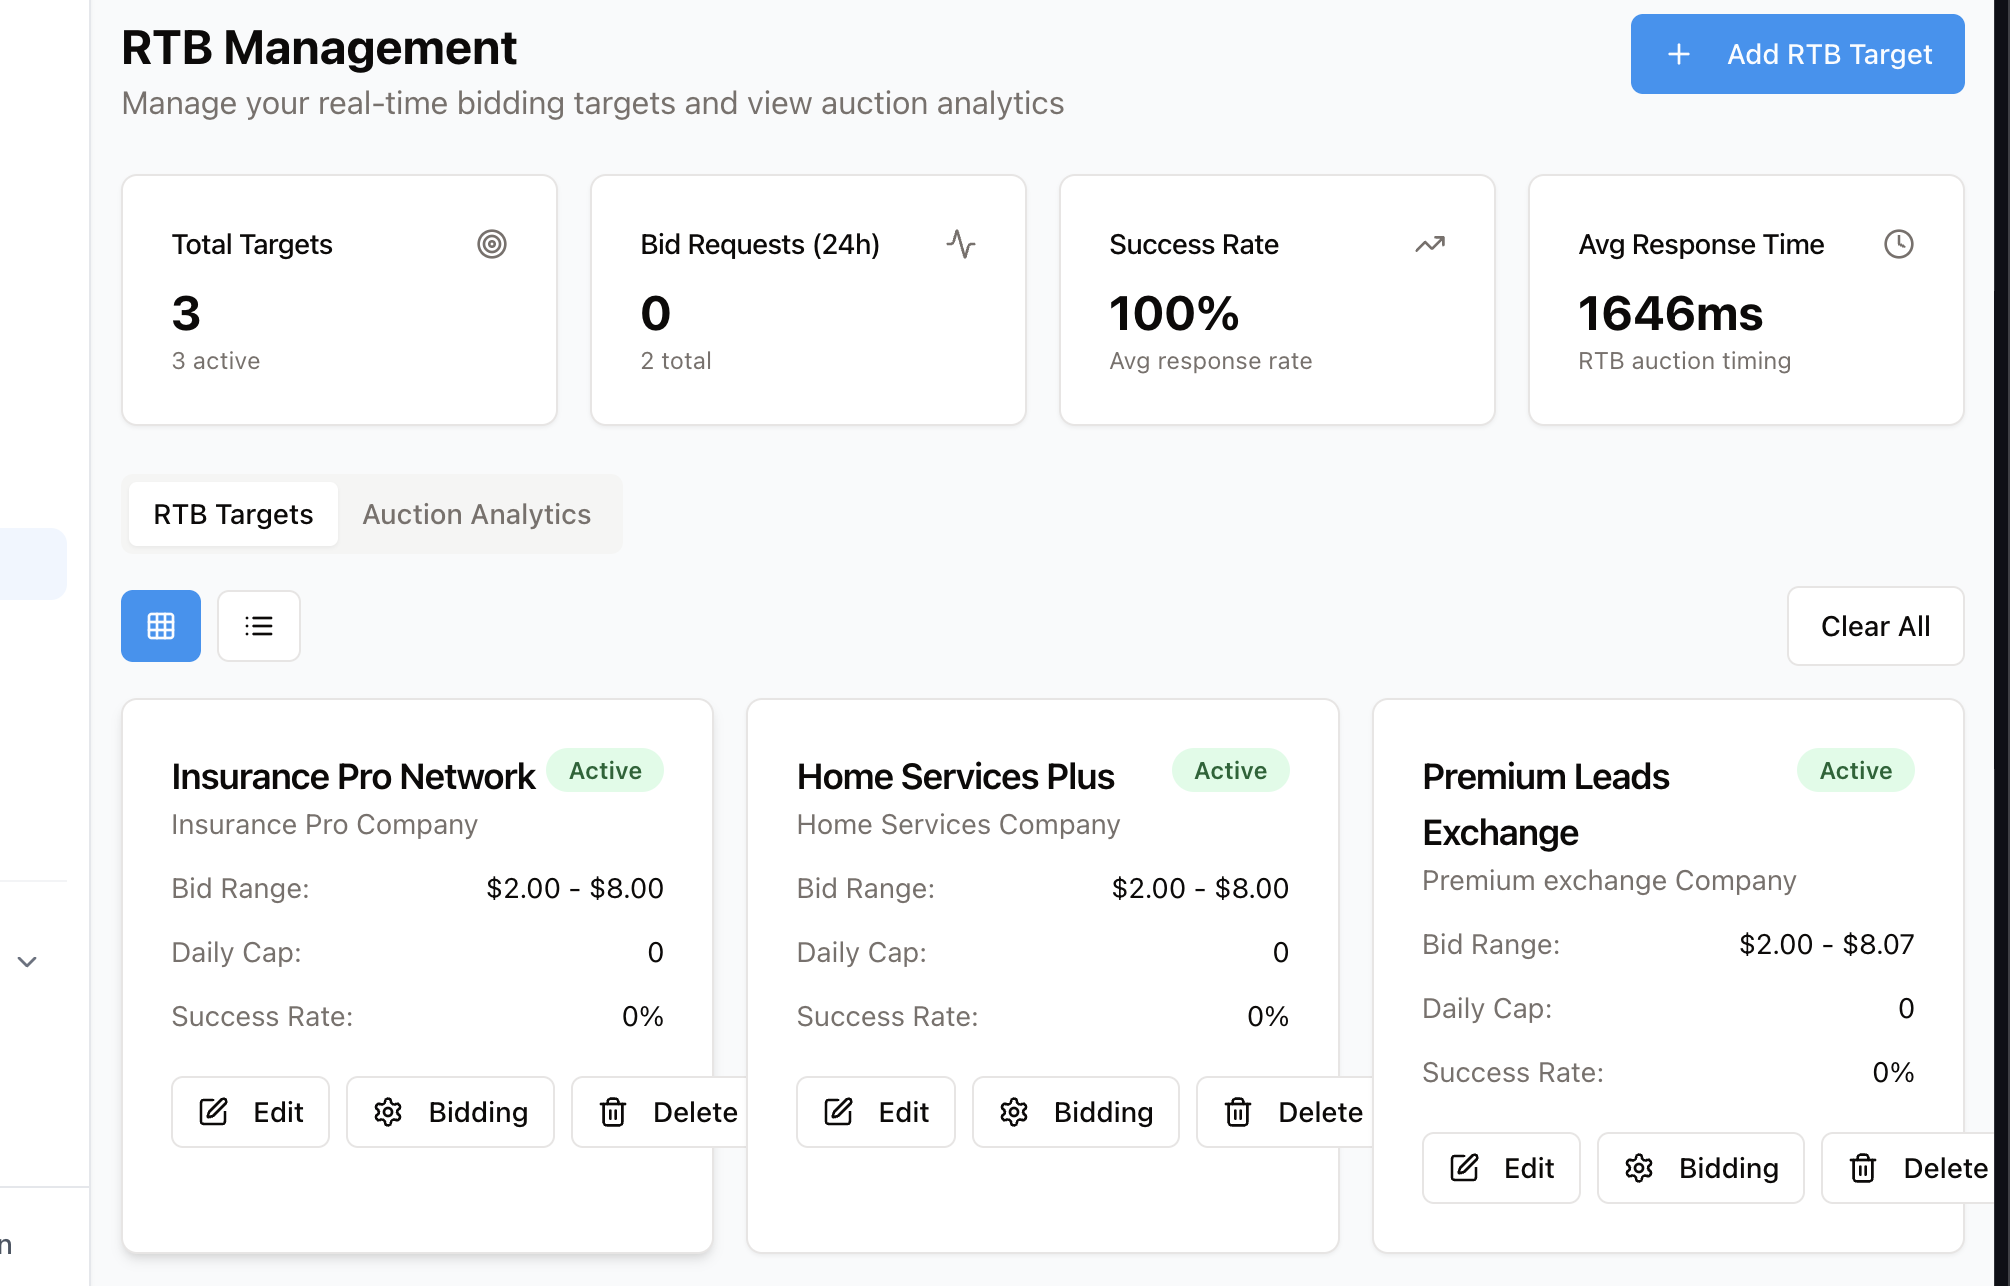 RTB Management
Manage your real-time bidding targets and view auction analytics
Add RTB Target
Total Targets
3
3 active
Bid Requests (24h)
0
2 total
Success Rate
100%
Avg response rate
Avg Response Time
1646ms
RTB auction timing
RTB Targets
Auction Analytics
Clear All
Insurance Pro Network
Active
Insurance Pro Company
Bid Range: $2.00 - $8.00
Daily Cap: 0
Success Rate: 0%
Edit Bidding Delete
Home Services Plus
Active
Home Services Company
Bid Range: $2.00 - $8.00
Daily Cap: 0
Success Rate: 0%
Edit Bidding Delete
Premium Leads
Exchange
Active
Premium exchange Company
Bid Range: $2.00 - $8.07
Daily Cap: 0
Success Rate: 0%
Edit Bidding Delete
n